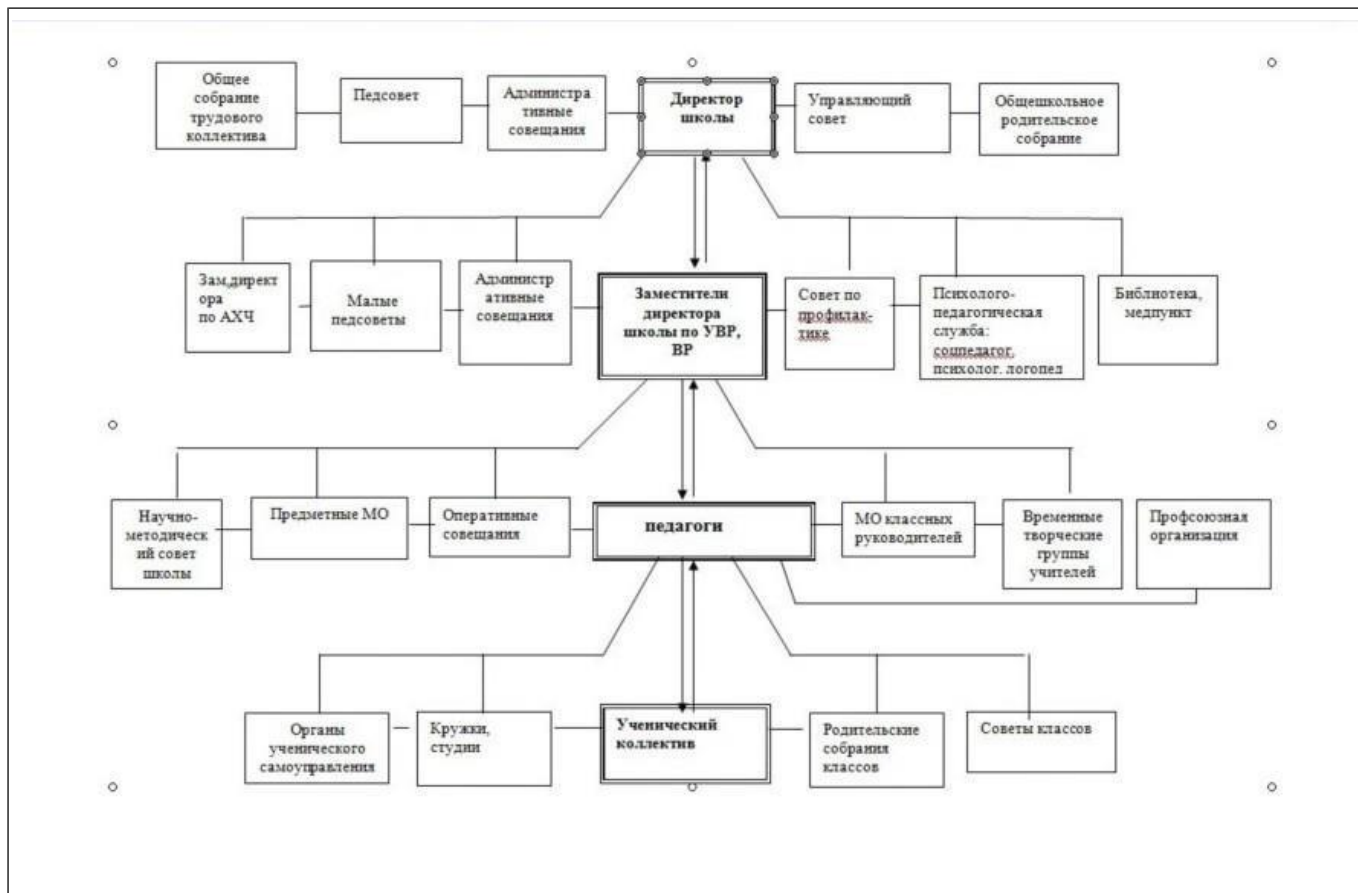 Общее
собрание
трудового
коллектива
Педсовет
Администра
тивные
совещания
Директор
школы
Управляющий
совет
Общешкольное
родительское
собрание
Зам,директ
ора
по АХЧ
Малые
педсоветы
Администр
ативные
совещания
Заместители
директора
школы по УВР,
ВР
Совет по
профилак-
тике
Психолого-
педагогическая
служба:
соцпедагог,
психолог. логопед
Библиотека,
медпункт
Научно-
методическ
ий совет
школы
Предметные МО
Оперативные
совещания
педагоги
МО классных
руководителей
Временные
творческие
группы
учителей
Профсоюзная
организация
Органы
ученического
самоуправления
Кружки,
студии
Ученический
коллектив
Родительские
собрания
классов
Советы классов